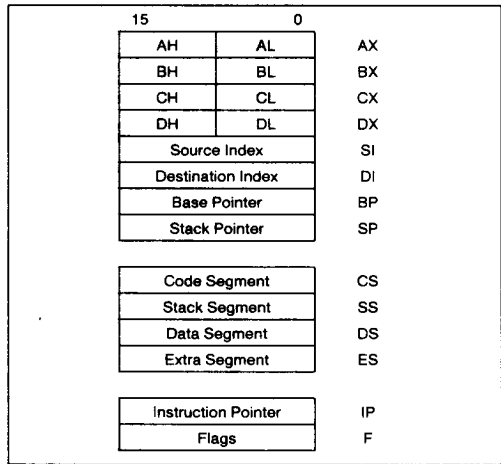 15 0
AH AL AX
BH BL BX
CH CL CX
DH DL DX
Source Index SI
Destination Index DI
Base Pointer BP
Stack Pointer SP
Code Segment CS
Stack Segment SS
Data Segment DS
Extra Segment ES
Instruction Pointer IP
Flags F